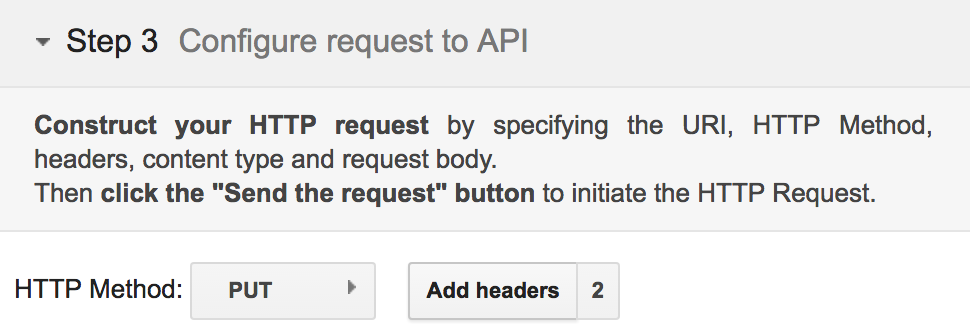 Step 3 Configure request to API
Construct your HTTP request by specifying the URI, HTTP Method,
headers, content type and request body.
Then click the "Send the request" button to initiate the HTTP Request.
HTTP Method: PUT Add headers 2